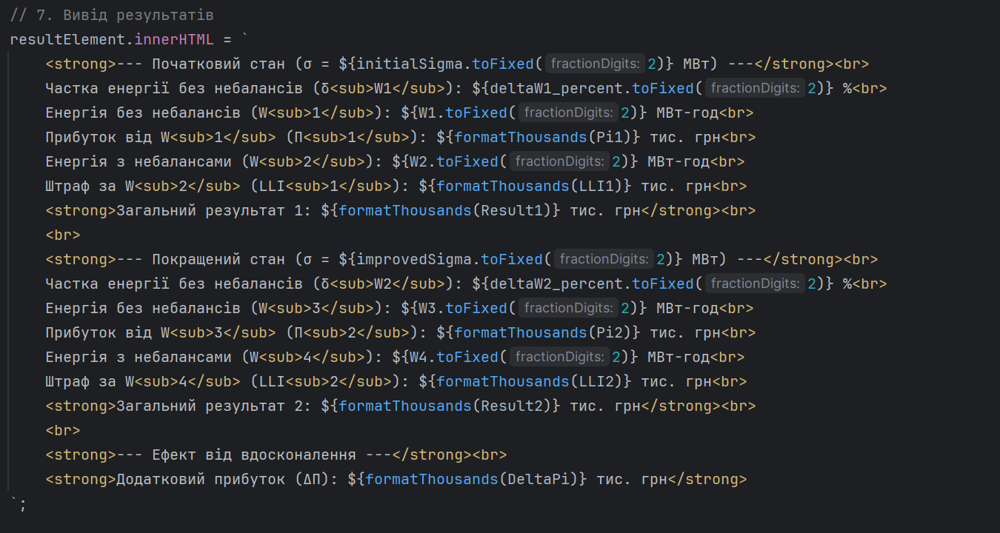 // 7. Вивід результатів
resultElement.innerHTML = `
<strong>--- Початковий стан (σ = ${initialSigma.toFixed( fractionDigits: 2)} МВт) ---</strong><br>
Частка енергії без небалансів (δ<sub>W1</sub>): ${deltaW1_percent.toFixed( fractionDigits: 2)} %<br>
Енергія без небалансів (W<sub>1</sub>): ${W1.toFixed( fractionDigits: 2)} МВт-год<br>
Прибуток від W<sub>1</sub> (П<sub>1</sub>): ${formatThousands(Pi1)} тис. грн<br>
Енергія з небалансами (W<sub>2</sub>): ${W2.toFixed( fractionDigits: 2)} МВт-год<br>
Штраф за W<sub>2</sub> (LLI<sub>1</sub>): ${formatThousands(LLI1)} тис. грн<br>
<strong>Загальний результат 1: ${formatThousands(Result1)} тис. грн</strong><br>
<br>
<strong>--- Покращений стан (σ = ${improvedSigma.toFixed( fractionDigits: 2)} МВт) ---</strong><br>
Частка енергії без небалансів (δ<sub>W2</sub>): ${deltaW2_percent.toFixed( fractionDigits: 2)} %<br>
Енергія без небалансів (W<sub>3</sub>): ${W3.toFixed( fractionDigits: 2)} МВт-год<br>
Прибуток від W<sub>3</sub> (П<sub>2</sub>): ${formatThousands(Pi2)} тис. грн<br>
Енергія з небалансами (W<sub>4</sub>): ${W4.toFixed( fractionDigits: 2)} МВт-год<br>
Штраф за W<sub>4</sub> (LLI<sub>2</sub>): ${formatThousands(LLI2)} тис. грн<br>
<strong>Загальний результат 2: ${formatThousands(Result2)} тис. грн</strong><br>
<br>
<strong>--- Ефект від вдосконалення ---</strong><br>
<strong>Додатковий прибуток (ΔП): ${formatThousands(DeltaPi)} тис. грн</strong>
`;